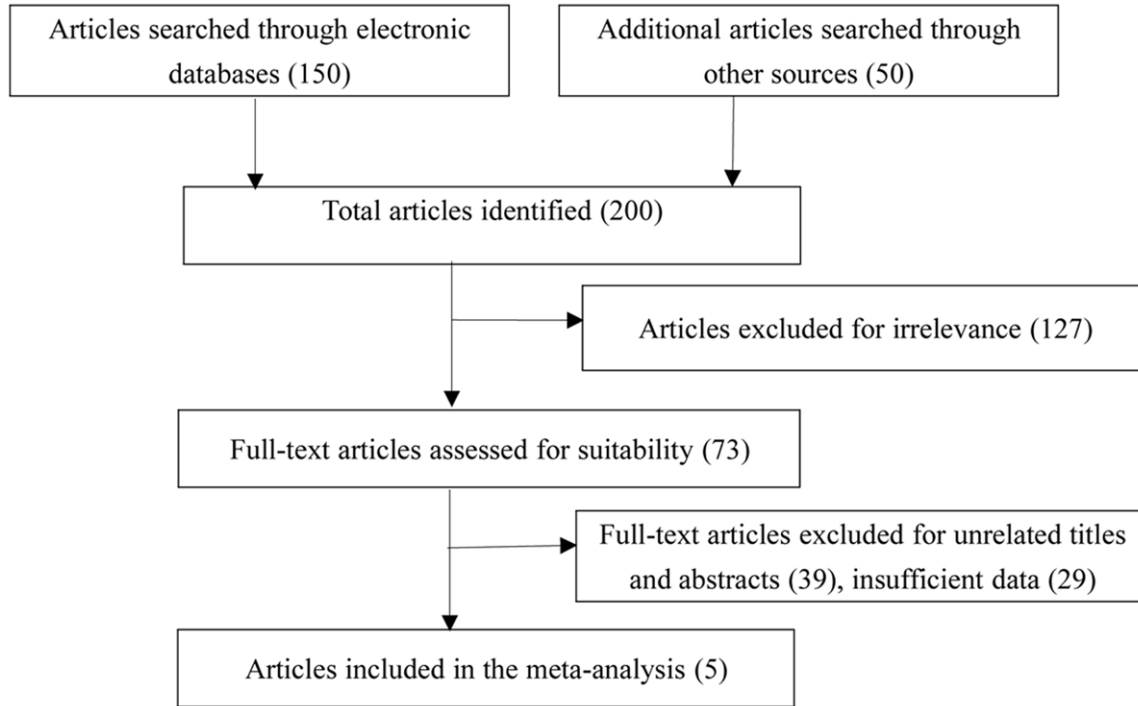 Articles searched through electronic
databases (150)
Additional articles searched through
other sources (50)
Total articles identified (200)
Articles excluded for irrelevance (127)
Full-text articles assessed for suitability (73)
Full-text articles excluded for unrelated titles
and abstracts (39), insufficient data (29)
Articles included in the meta-analysis (5)